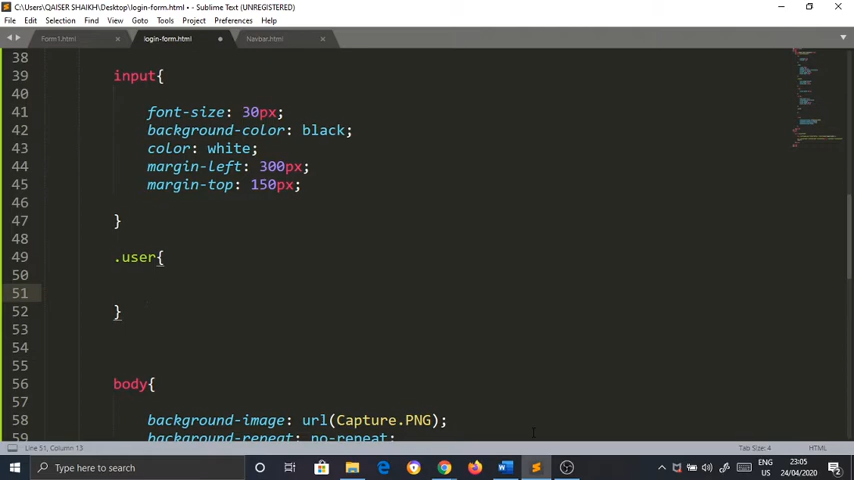 C:\Users\QAISER SHAIKH\Desktop\login-form.html • - Sublime Text (UNREGISTERED)
File Edit Selection Find View Goto Tools Project Preferences Help
Form1.html login-form.html Navbar.html
38
39 input{
40
41 font-size: 30px;
42 background-color: black;
43 color: white;
44 margin-left: 300px;
45 margin-top: 150px;
46
47 }
48
49 .user{
50
51
52 }
53
54
55
56 body{
57
58 background-image: url(Capture.PNG);
59 background-repeat: no-repeat;
Line 51, Column 13 Tab Size: 4 HTML
Type here to search
ENG
US
23:05
24/04/2020
2